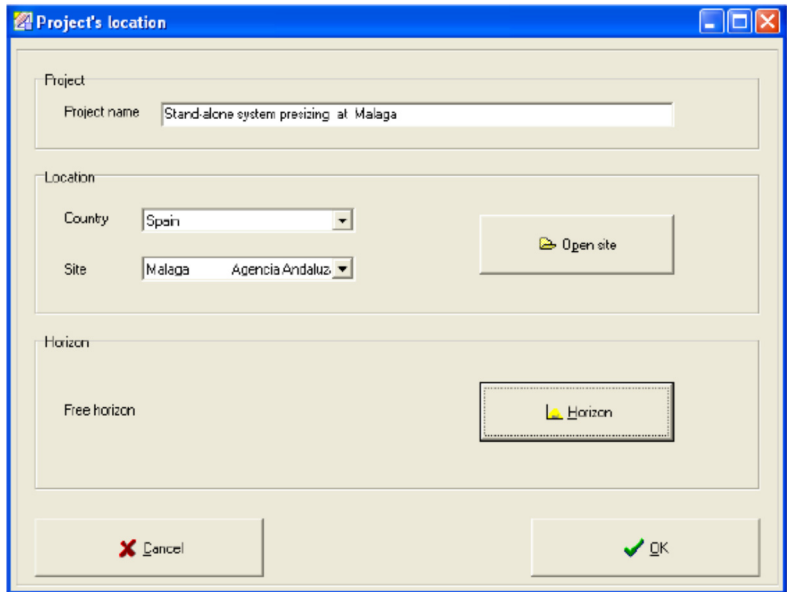 Project's location
Project
Project name Stand-alone system presizing at Malaga
Location
Country Spain
Open site
Site Malaga Agencia Andaluz
Horizon
Free horizon Horizon
Cancel OK